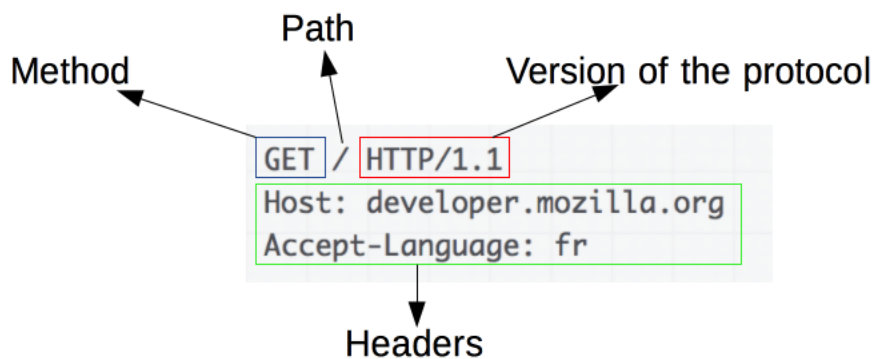 Path
Method
Version of the protocol
GET / HTTP/1.1
Host: developer.mozilla.org
Accept-Language: fr
Headers